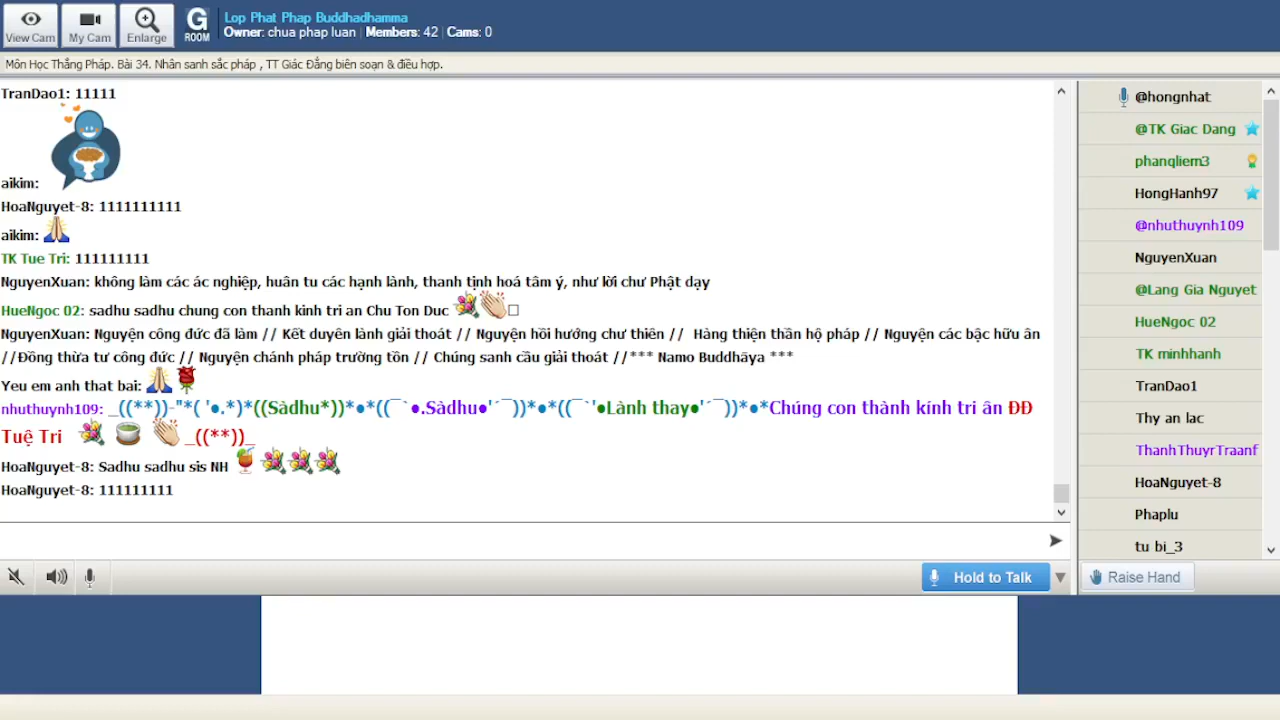 View Cam
My Cam
Enlarge
G
ROOM
Lop Phat Phap Buddhadhamma
Owner: chua phap luan | Members: 42 | Cams: 0
Môn Học Thắng Pháp. Bài 34. Nhân sanh sắc pháp , TT Giác Đẳng biên soạn & điều hợp.
TranDao1: 11111
aikim:
HoaNguyet-8: 1111111111
aikim:
TK Tue Tri: 111111111
NguyenXuan: không làm các ác nghiệp, huân tu các hạnh lành, thanh tịnh hoá tâm ý, như lời chư Phật dạy
HueNgoc 02: sadhu sadhu chung con thanh kinh tri an Chu Ton Duc
NguyenXuan: Nguyện công đức đã làm // Kết duyên lành giải thoát // Nguyện hồi hướng chư thiên // Hàng thiện thần hộ pháp // Nguyện các bậc hữu ân
//Đồng thừa tư công đức // Nguyện chánh pháp trường tồn // Chúng sanh cầu giải thoát //*** Namo Buddhãya ***
Yeu em anh that bai:
nhuthuynh109: _((**))-"*( '●.*)*((Sàdhu*))*●*((¯`●.Sàdhu●'´¯))*●*((¯`'●Lành thay●'´¯))*●*Chúng con thành kính tri ân ĐĐ
Tuệ Tri _((**))_
HoaNguyet-8: Sadhu sadhu sis NH
HoaNguyet-8: 111111111
Hold to Talk
@hongnhat
@TK Giac Dang
phanqliem3
HongHanh97
@nhuthuynh109
NguyenXuan
@Lang Gia Nguyet
HueNgoc 02
TK minhhanh
TranDao1
Thy an lac
ThanhThuyrTraanf
HoaNguyet-8
Phaplu
tu bi_3
Raise Hand